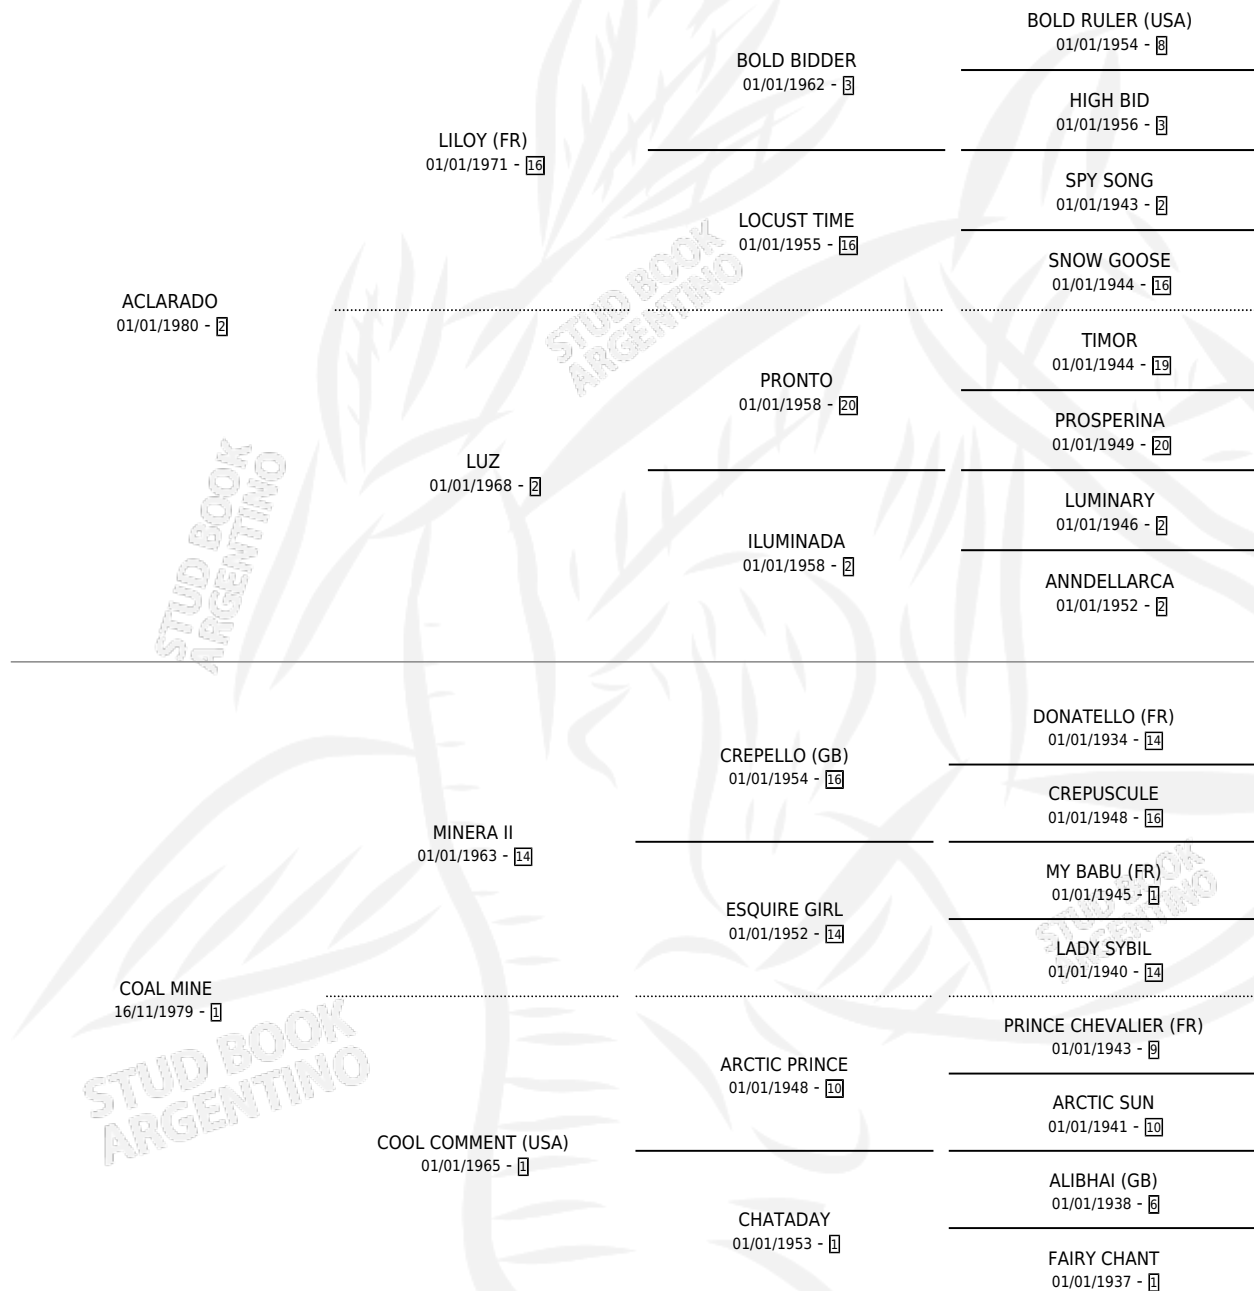 BOLD RULER (USA)
01/01/1954 - 8
BOLD BIDDER
01/01/1962 - 3
HIGH BID
01/01/1956 - 3
LILOY (FR)
01/01/1971 - 16
SPY SONG
01/01/1943 - 2
LOCUST TIME
01/01/1955 - 16
SNOW GOOSE
01/01/1944 - 16
ACLARADO
01/01/1980 - 2
TIMOR
01/01/1944 - 19
PRONTO
01/01/1958 - 20
PROSPERINA
01/01/1949 - 20
LUZ
01/01/1968 - 2
LUMINARY
01/01/1946 - 2
ILUMINADA
01/01/1958 - 2
ANNDELLARCA
01/01/1952 - 2
DONATELLO (FR)
01/01/1934 - 14
CREPELLO (GB)
01/01/1954 - 16
CREPUSCULE
01/01/1948 - 16
MINERA II
01/01/1963 - 14
MY BABU (FR)
01/01/1945 - 1
ESQUIRE GIRL
01/01/1952 - 14
LADY SYBIL
01/01/1940 - 14
COAL MINE
16/11/1979 - 1
PRINCE CHEVALIER (FR)
01/01/1943 - 9
ARCTIC PRINCE
01/01/1948 - 10
ARCTIC SUN
01/01/1941 - 10
COOL COMMENT (USA)
01/01/1965 - 1
ALIBHAI (GB)
01/01/1938 - 6
CHATADAY
01/01/1953 - 1
FAIRY CHANT
01/01/1937 - 1
STUD BOOK
ARGENTINO
STUD BOOK
ARGENTINO
STUD BOOK
ARGENTINO
STUD BOOK
ARGENTINO